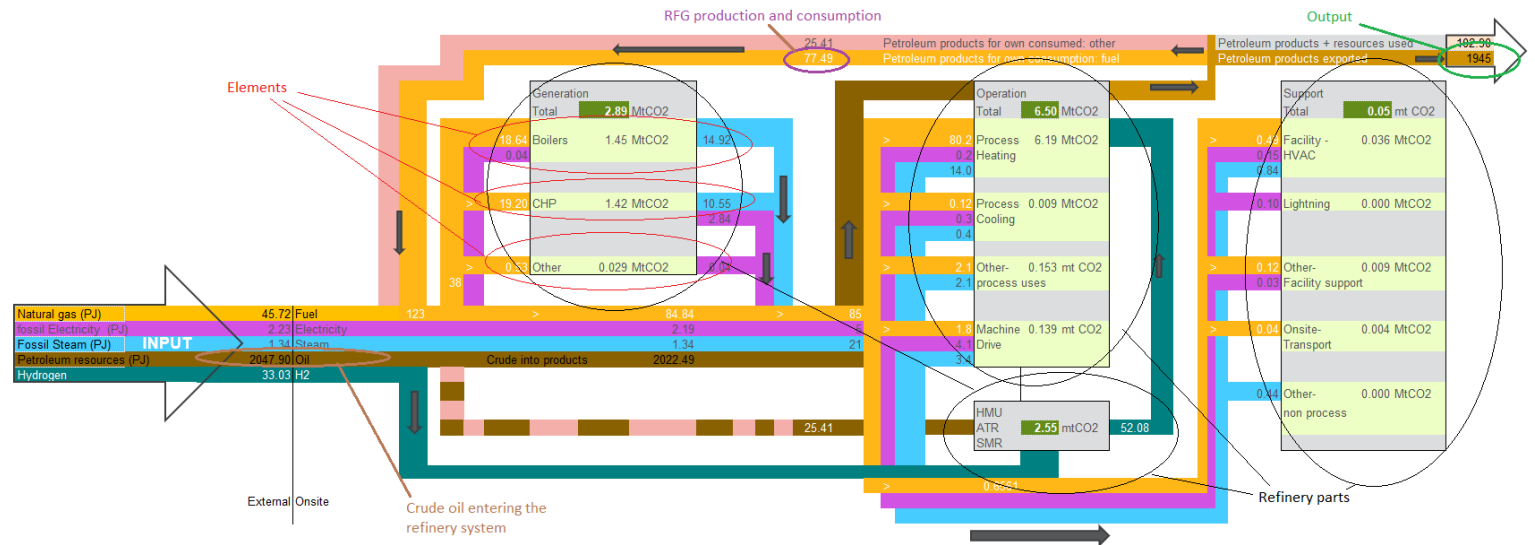 RFG production and consumption
Output
25.41 Petroleum products for own consumed: other Petroleum products + resources used 102.90
77.49 Petroleum products for own consumption: fuel Petroleum products exported 1945
Elements
Generation
Total 2.89 MtCO2
18.64 Boilers 1.45 MtCO2 14.92
0.04
> 19.20 CHP 1.42 MtCO2 10.55
2.84
> 0.53 Other 0.029 MtCO2 0.04
38
Operation
Total 6.50 MtCO2
> 80.2 Process 6.19 MtCO2
0.2 Heating
14.0
> 0.12 Process 0.009 MtCO2
0.3 Cooling
0.4
> 2.1 Other- 0.153 mt CO2
2.1 process uses
> 1.8 Machine 0.139 mt CO2
4.1 Drive
3.4
Support
Total 0.05 mt CO2
> Facility - 0.036 MtCO2
0.15 HVAC
0.84
0.10 Lightning 0.000 MtCO2
> 0.12 Other- 0.009 MtCO2
0.03 Facility support
> 0.04 Onsite- 0.004 MtCO2
Transport
0.44 Other- 0.000 MtCO2
non process
Natural gas (PJ) 45.72 Fuel 123 > 84.84 > 85
fossil Electricity (PJ) 2.23 Electricity 2.19
Fossil Steam (PJ) INPUT 1.34 Steam 1.34 21
Petroleum resources (PJ) 2047.90 Oil Crude into products 2022.49
Hydrogen 33.03 H2
25.41
HMU
ATR 2.55 mtCO2 52.08
SMR
> 0.6561
External Onsite
Crude oil entering the
refinery system
Refinery parts